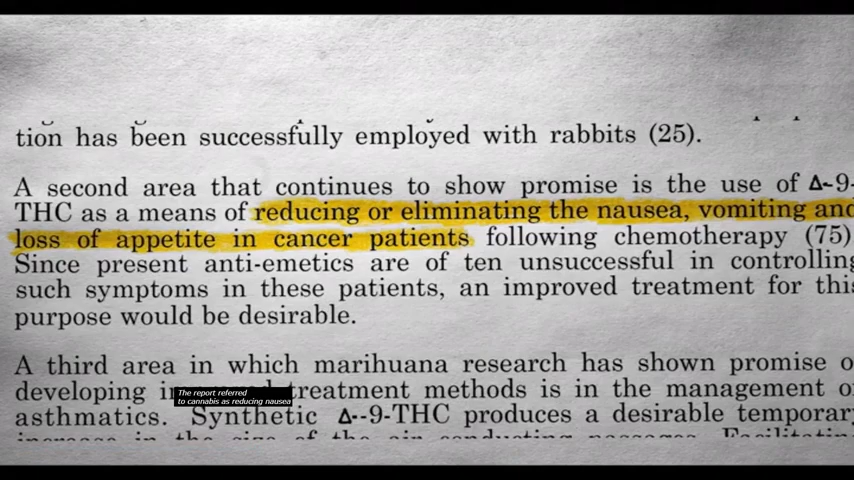 tion has been successfully employed with rabbits (25).
A second area that continues to show promise is the use of Δ-9-
THC as a means of reducing or eliminating the nausea, vomiting and
loss of appetite in cancer patients following chemotherapy (75)
Since present anti-emetics are of ten unsuccessful in controlling
such symptoms in these patients, an improved treatment for this
purpose would be desirable.
A third area in which marihuana research has shown promise o
developing treatment methods is in the management o
The report referred
to cannabis as reducing nausea
asthmatics. Synthetic Δ--9-THC produces a desirable temporary